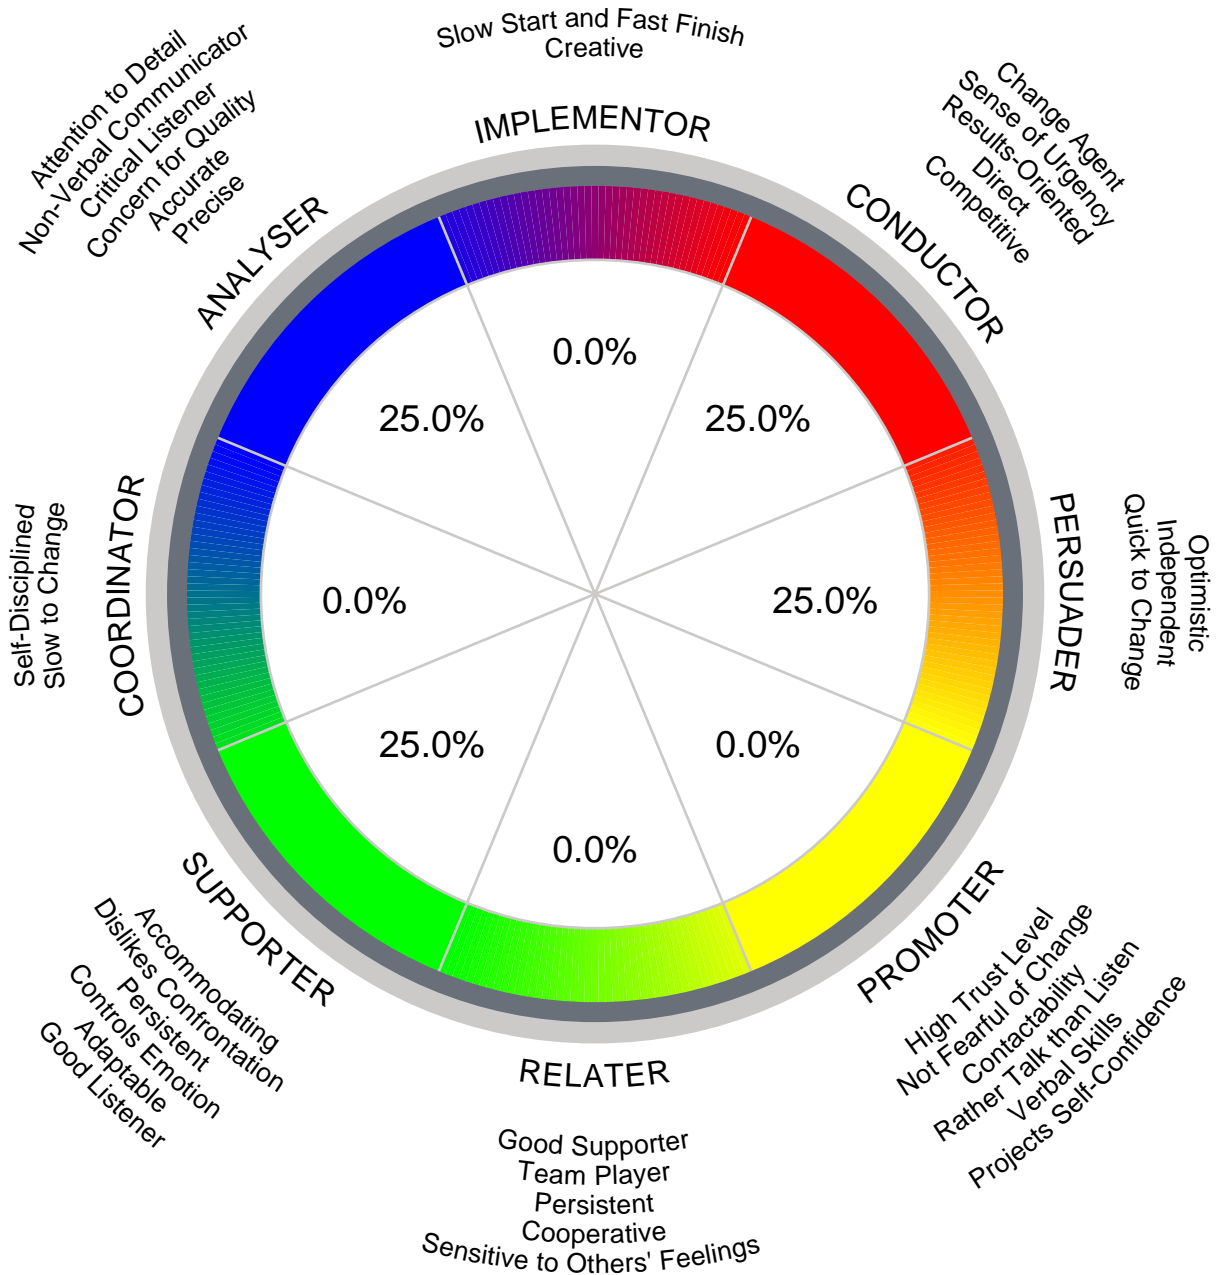 Slow Start and Fast Finish
Creative
IMPLEMENTOR
0.0%
Change Agent
Sense of Urgency
Results-Oriented
Direct
Competitive
CONDUCTOR
25.0%
Optimistic
Independent
Quick to Change
PERSUADER
25.0%
PROMOTER
0.0%
High Trust Level
Not Fearful of Change
Contactability
Rather Talk than Listen
Verbal Skills
Projects Self-Confidence
0.0%
RELATER
Good Supporter
Team Player
Persistent
Cooperative
Sensitive to Others' Feelings
25.0%
SUPPORTER
Accommodating
Dislikes Confrontation
Persistent
Controls Emotion
Adaptable
Good Listener
Self-Disciplined
Slow to Change
COORDINATOR
0.0%
Attention to Detail
Non-Verbal Communicator
Critical Listener
Concern for Quality
Accurate
Precise
ANALYSER
25.0%